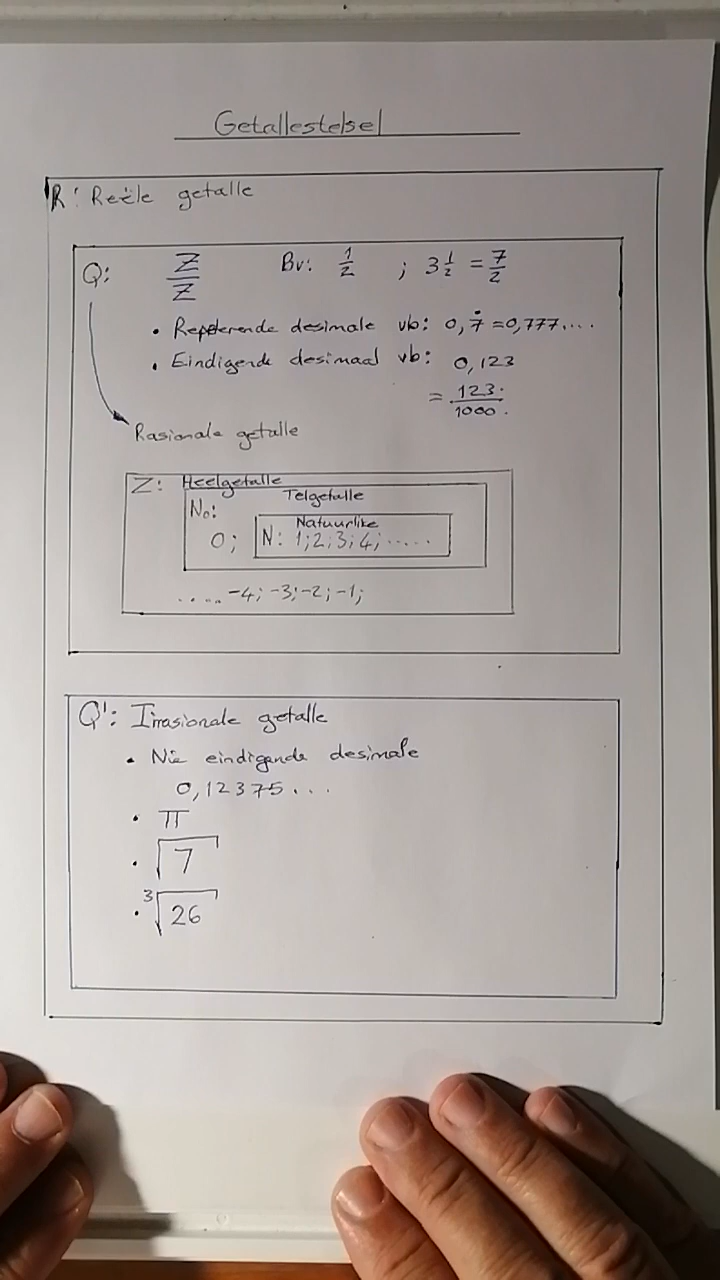 Getallestelsel
R: Reële getalle
Q: Z/Z Bv: 1/2 ; 3 1/2 = 7/2
• Repeterende desimale vb: 0,7̇ = 0,777....
• Eindigende desimaal vb: 0,123
= 123/1000.
Rasionale getalle
Z: Heelgetalle
Telgetalle
N₀:
Natuurlike
0; N: 1;2;3;4;.....
..... -4; -3; -2; -1;
Q': Irrasionale getalle
• Nie eindigende desimale
0,12375...
• π
• √7
• ³√26